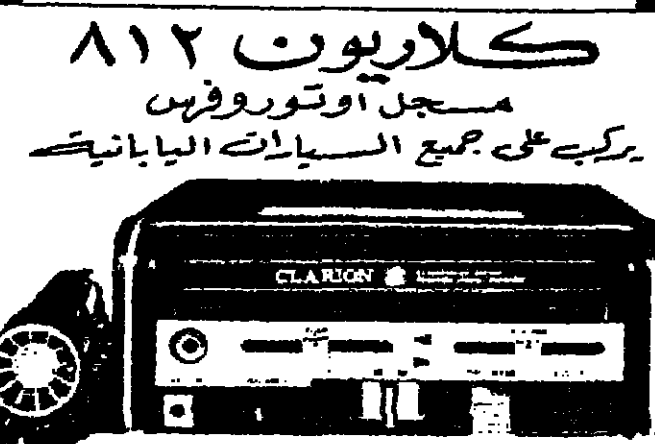 كلاريون ٨١٢
مسجل اوتوروفرس
يركب على جميع السيارات اليابانية
CLARION